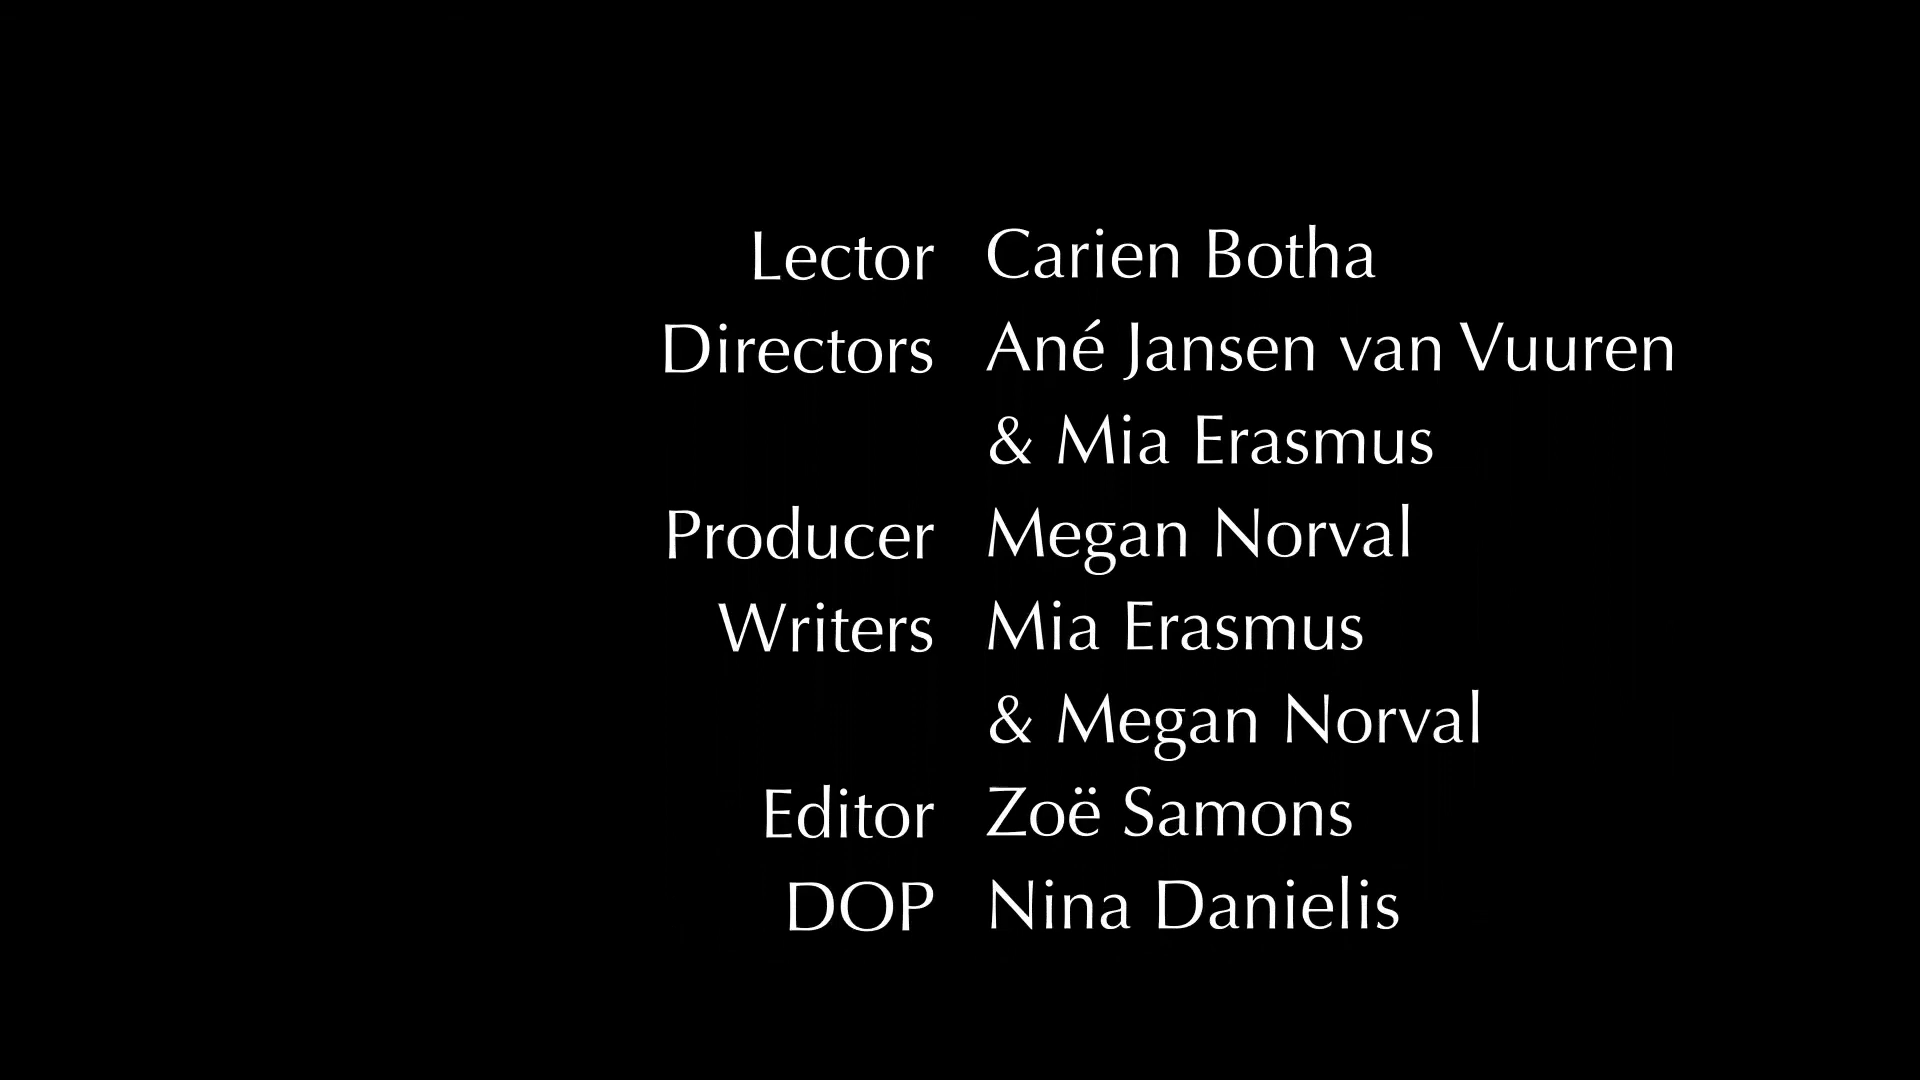 Lector Carien Botha
Directors Ané Jansen van Vuuren
& Mia Erasmus
Producer Megan Norval
Writers Mia Erasmus
& Megan Norval
Editor Zoë Samons
DOP Nina Danielis